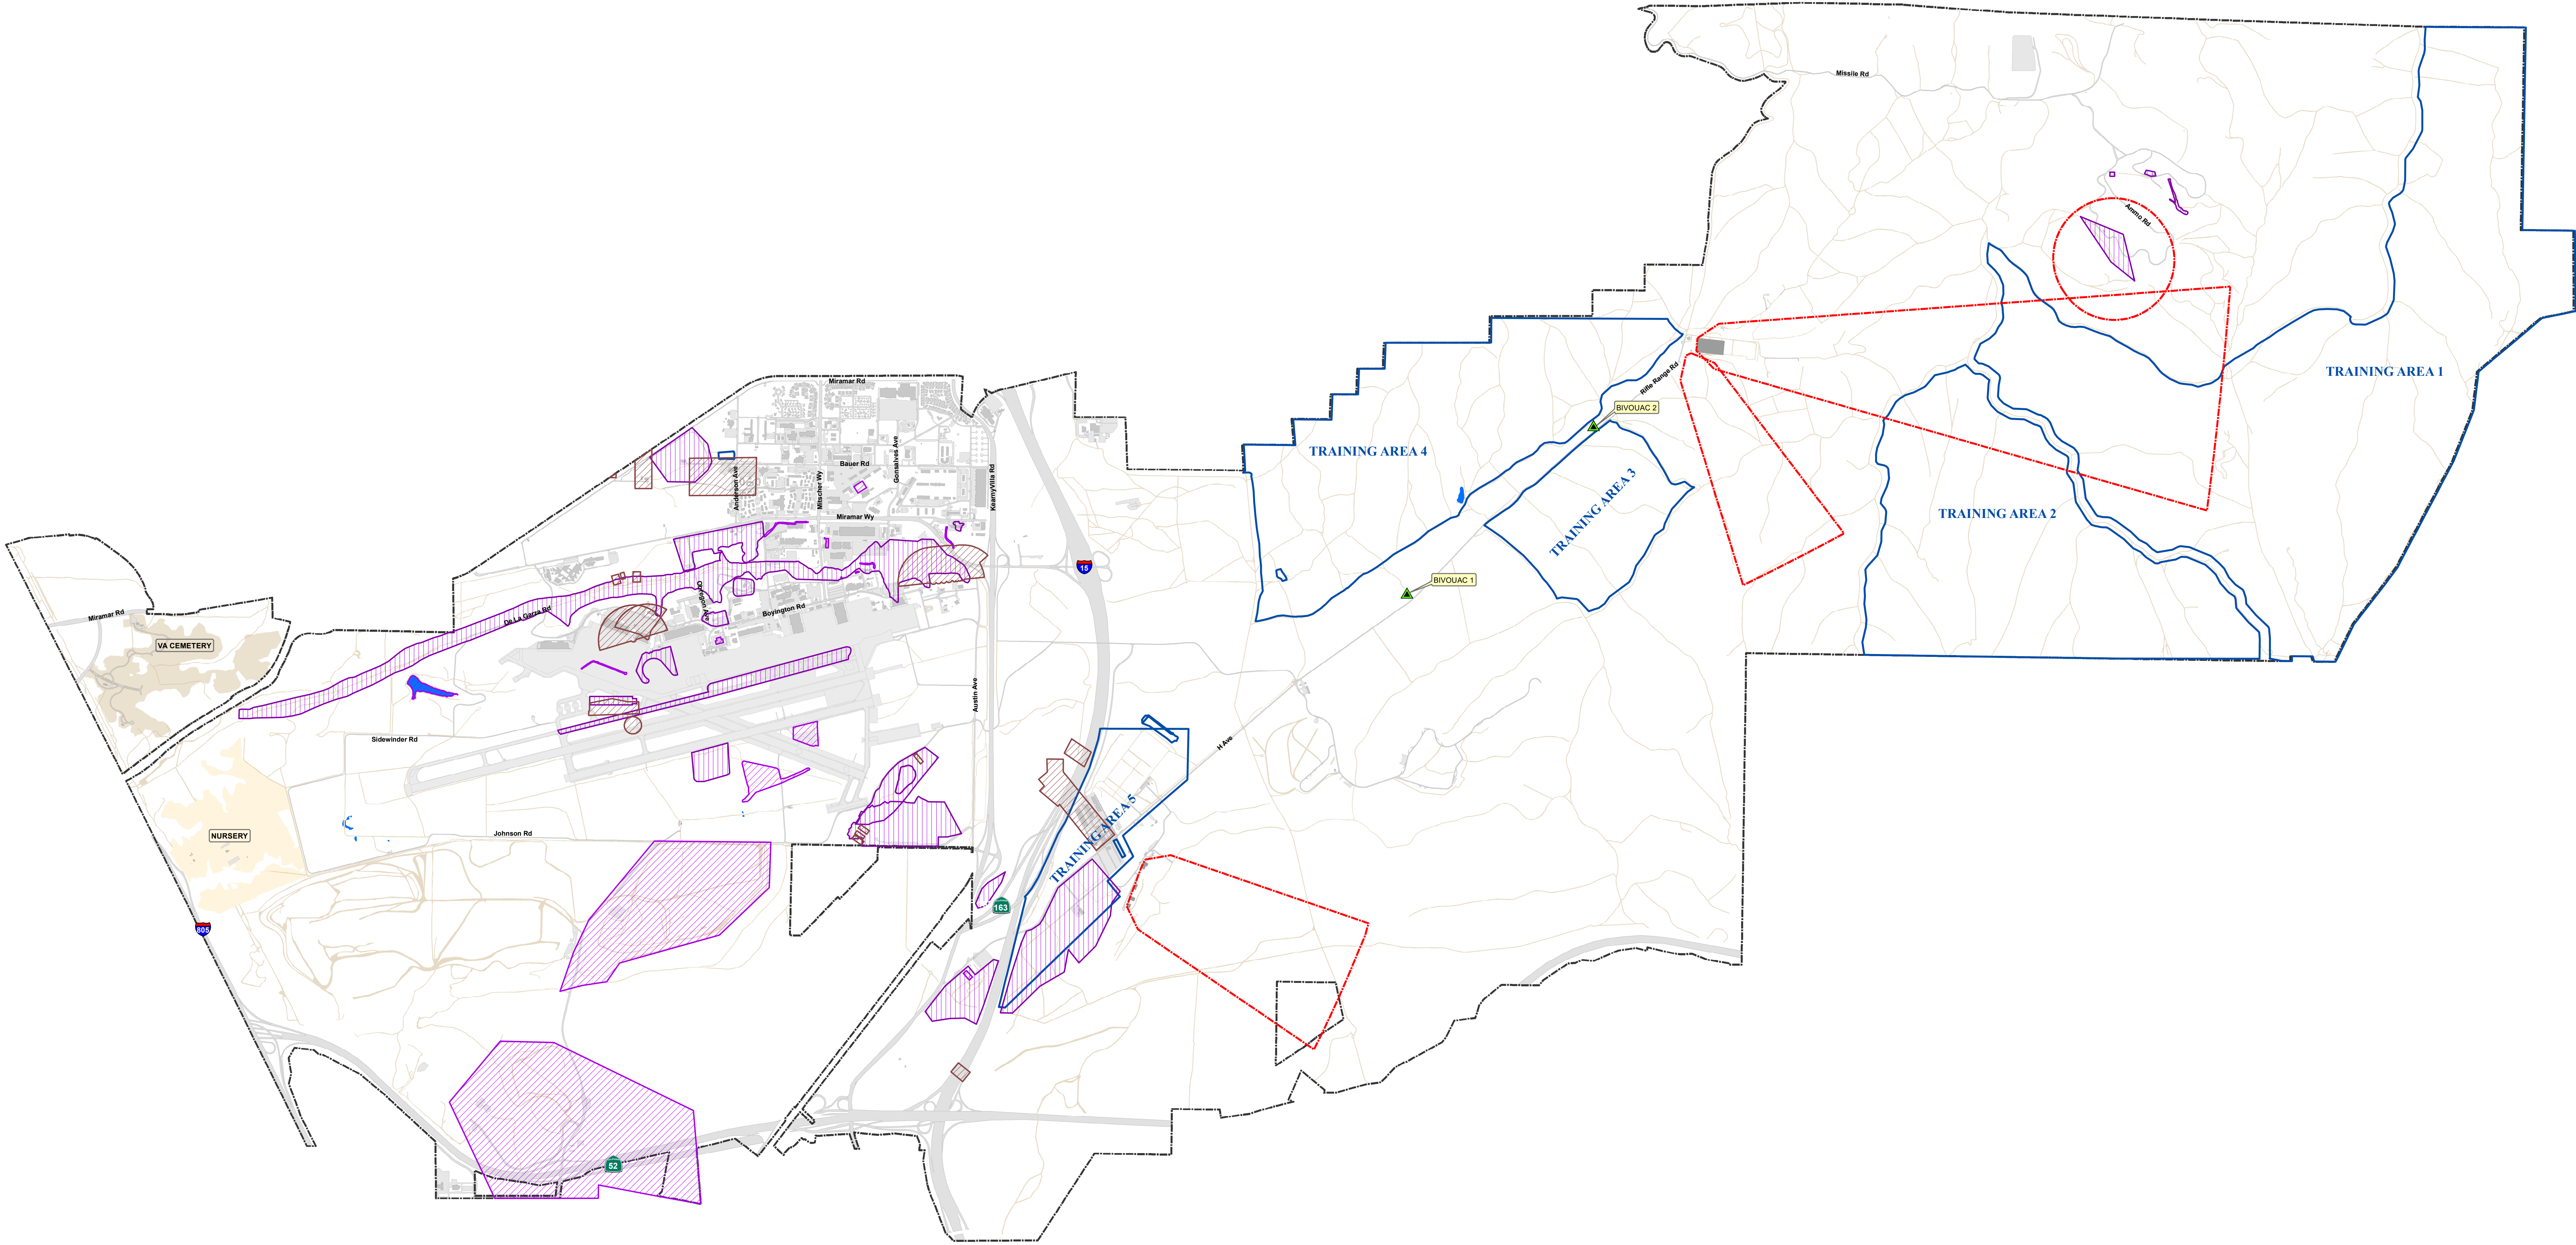 Missile Rd
Ammo Rd
TRAINING AREA 1
Miramar Rd
Rifle Range Rd
BIVOUAC 2
TRAINING AREA 4
Bauer Rd
Gonsalves Ave
KearnyVilla Rd
Anderson Ave
Mitscher Wy
TRAINING AREA 3
TRAINING AREA 2
Miramar Wy
15
BIVOUAC 1
Miramar Rd
De La Garza Rd
Obregon Ave
Boyington Rd
VA CEMETERY
Austin Ave
Sidewinder Rd
H Ave
NURSERY
Johnson Rd
TRAINING AREA 5
163
805
52